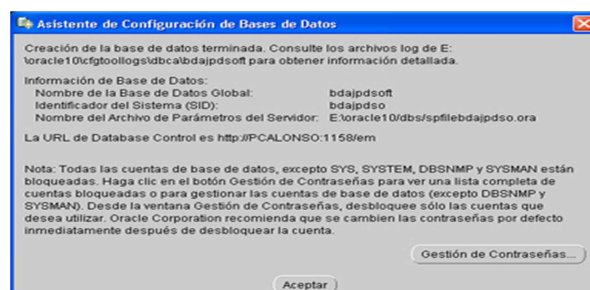 Asistente de Configuración de Bases de Datos
Creación de la base de datos terminada. Consulte los archivos log de E:
\oracle10\cfgtoollogs\dbca\bdajpdsoft para obtener información detallada.
Información de Base de Datos:
Nombre de la Base de Datos Global: bdajpdsoft
Identificador del Sistema (SID): bdajpdso
Nombre del Archivo de Parámetros del Servidor: E:\oracle10/dbs/spfilebdajpdso.ora
La URL de Database Control es http://PCALONSO:1158/em
Nota: Todas las cuentas de base de datos, excepto SYS, SYSTEM, DBSNMP y SYSMAN están
bloqueadas. Haga clic en el botón Gestión de Contraseñas para ver una lista completa de
cuentas bloqueadas o para gestionar las cuentas de base de datos (excepto DBSNMP y
SYSMAN). Desde la ventana Gestión de Contraseñas, desbloquee sólo las cuentas que
desea utilizar. Oracle Corporation recomienda que se cambien las contraseñas por defecto
inmediatamente después de desbloquear la cuenta.
Gestión de Contraseñas...
Aceptar